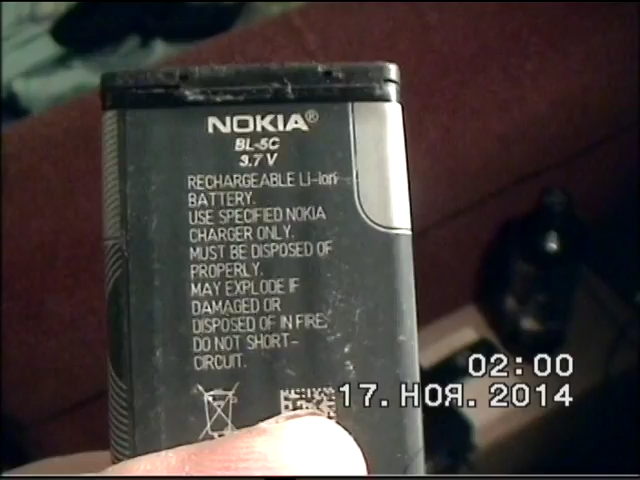 NOKIA®
BL-5C
3.7 V
RECHARGEABLE Li-Ion
BATTERY.
USE SPECIFIED NOKIA
CHARGER ONLY.
MUST BE DISPOSED OF
PROPERLY.
MAY EXPLODE IF
DAMAGED OR
DISPOSED OF IN FIRE.
DO NOT SHORT-
CIRCUIT.
02:00
17. НОЯ. 2014